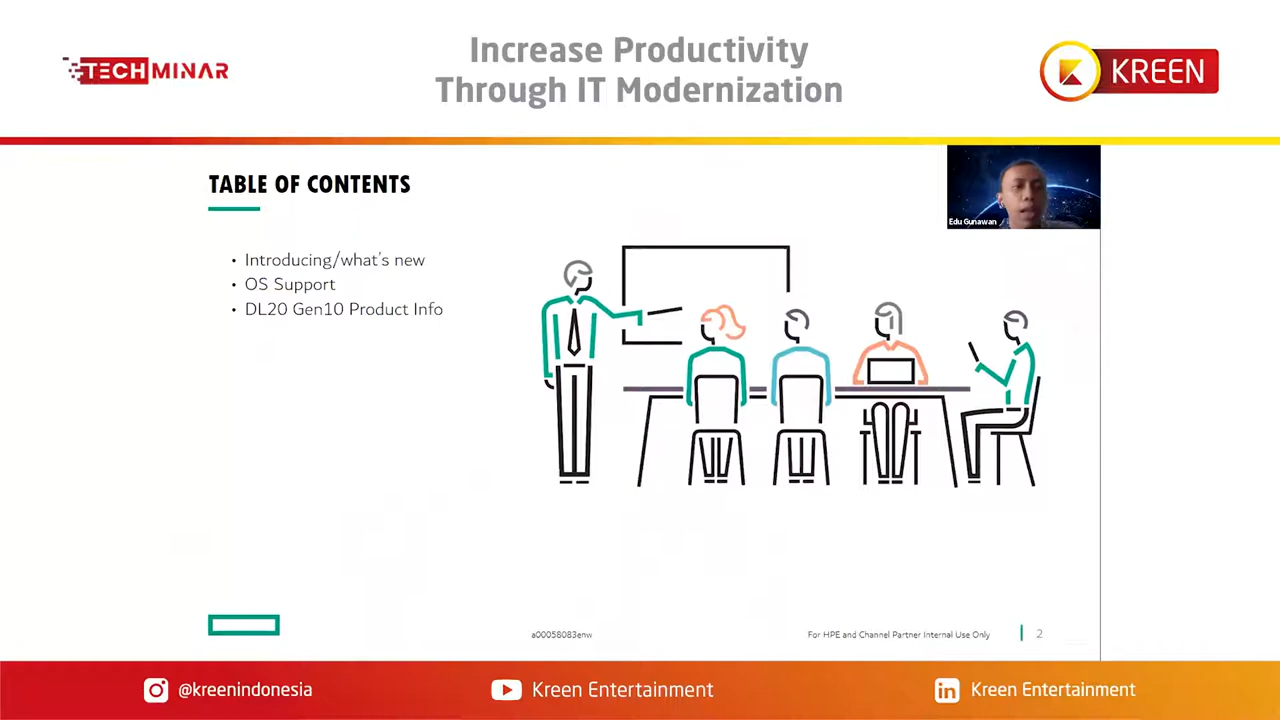 TECHMINAR
Increase Productivity
Through IT Modernization
KREEN
TABLE OF CONTENTS
Edu Gunawan
• Introducing/what's new
• OS Support
• DL20 Gen10 Product Info
a00058083enw
For HPE and Channel Partner Internal Use Only
2
@kreenindonesia
Kreen Entertainment
in
Kreen Entertainment